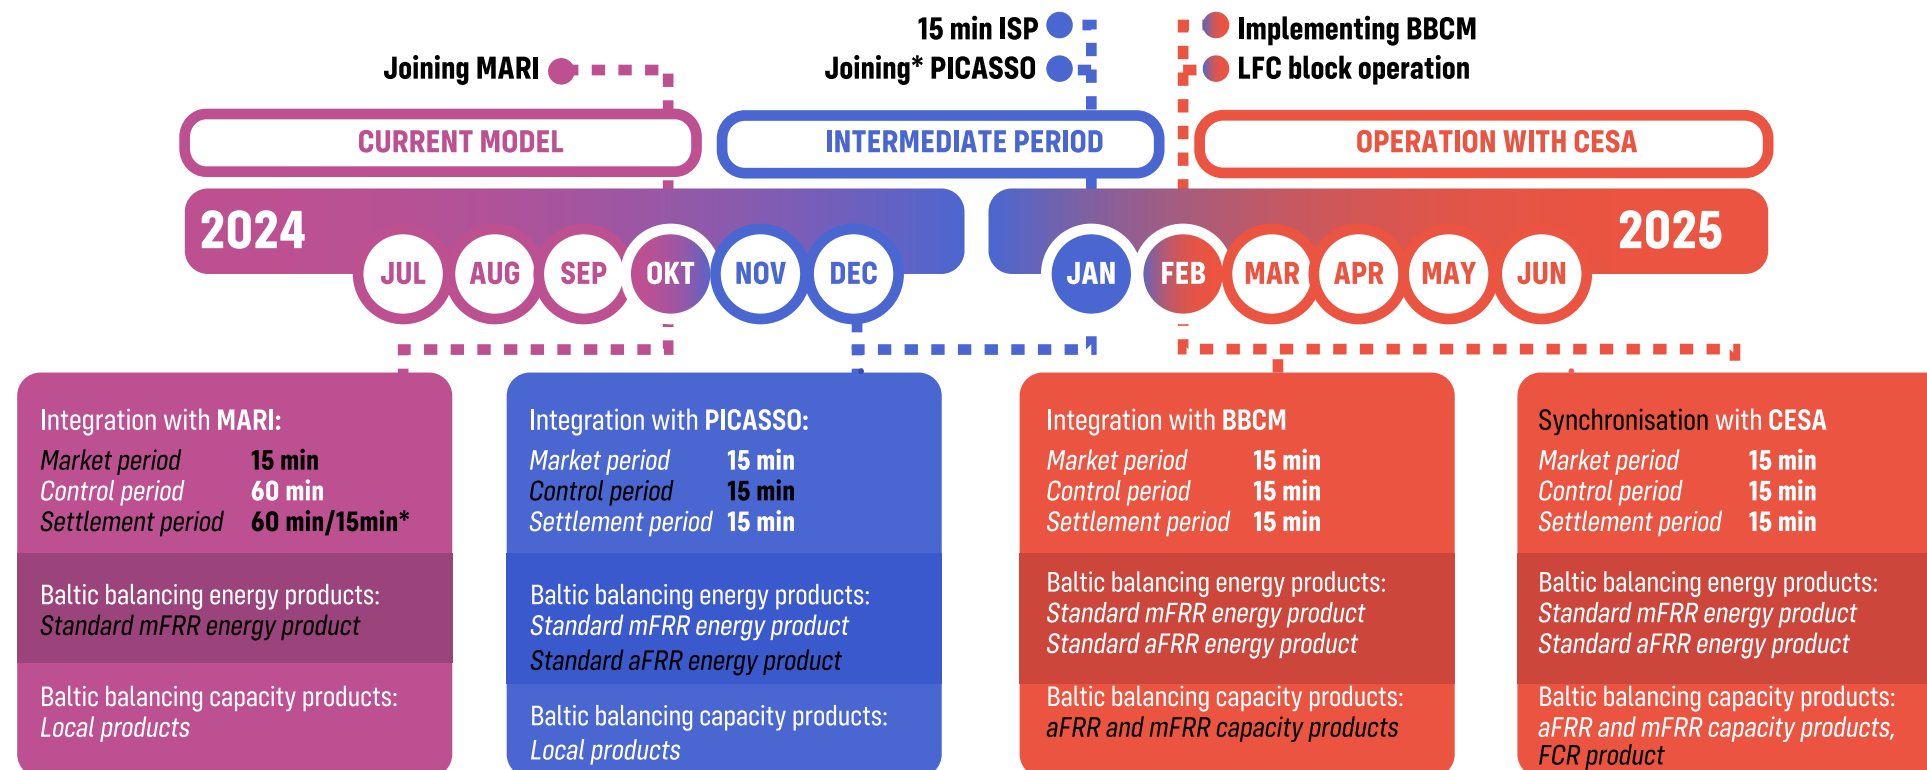 15 min ISP
Implementing BBCM
Joining MARI
Joining* PICASSO
LFC block operation
CURRENT MODEL
INTERMEDIATE PERIOD
OPERATION WITH CESA
2024
2025
JUL
AUG
SEP
OKT
NOV
DEC
JAN
FEB
MAR
APR
MAY
JUN
Integration with MARI:
Market period 15 min
Control period 60 min
Settlement period 60 min/15min*
Baltic balancing energy products:
Standard mFRR energy product
Baltic balancing capacity products:
Local products
Integration with PICASSO:
Market period 15 min
Control period 15 min
Settlement period 15 min
Baltic balancing energy products:
Standard mFRR energy product
Standard aFRR energy product
Baltic balancing capacity products:
Local products
Integration with BBCM
Market period 15 min
Control period 15 min
Settlement period 15 min
Baltic balancing energy products:
Standard mFRR energy product
Standard aFRR energy product
Baltic balancing capacity products:
aFRR and mFRR capacity products
Synchronisation with CESA
Market period 15 min
Control period 15 min
Settlement period 15 min
Baltic balancing energy products:
Standard mFRR energy product
Standard aFRR energy product
Baltic balancing capacity products:
aFRR and mFRR capacity products,
FCR product